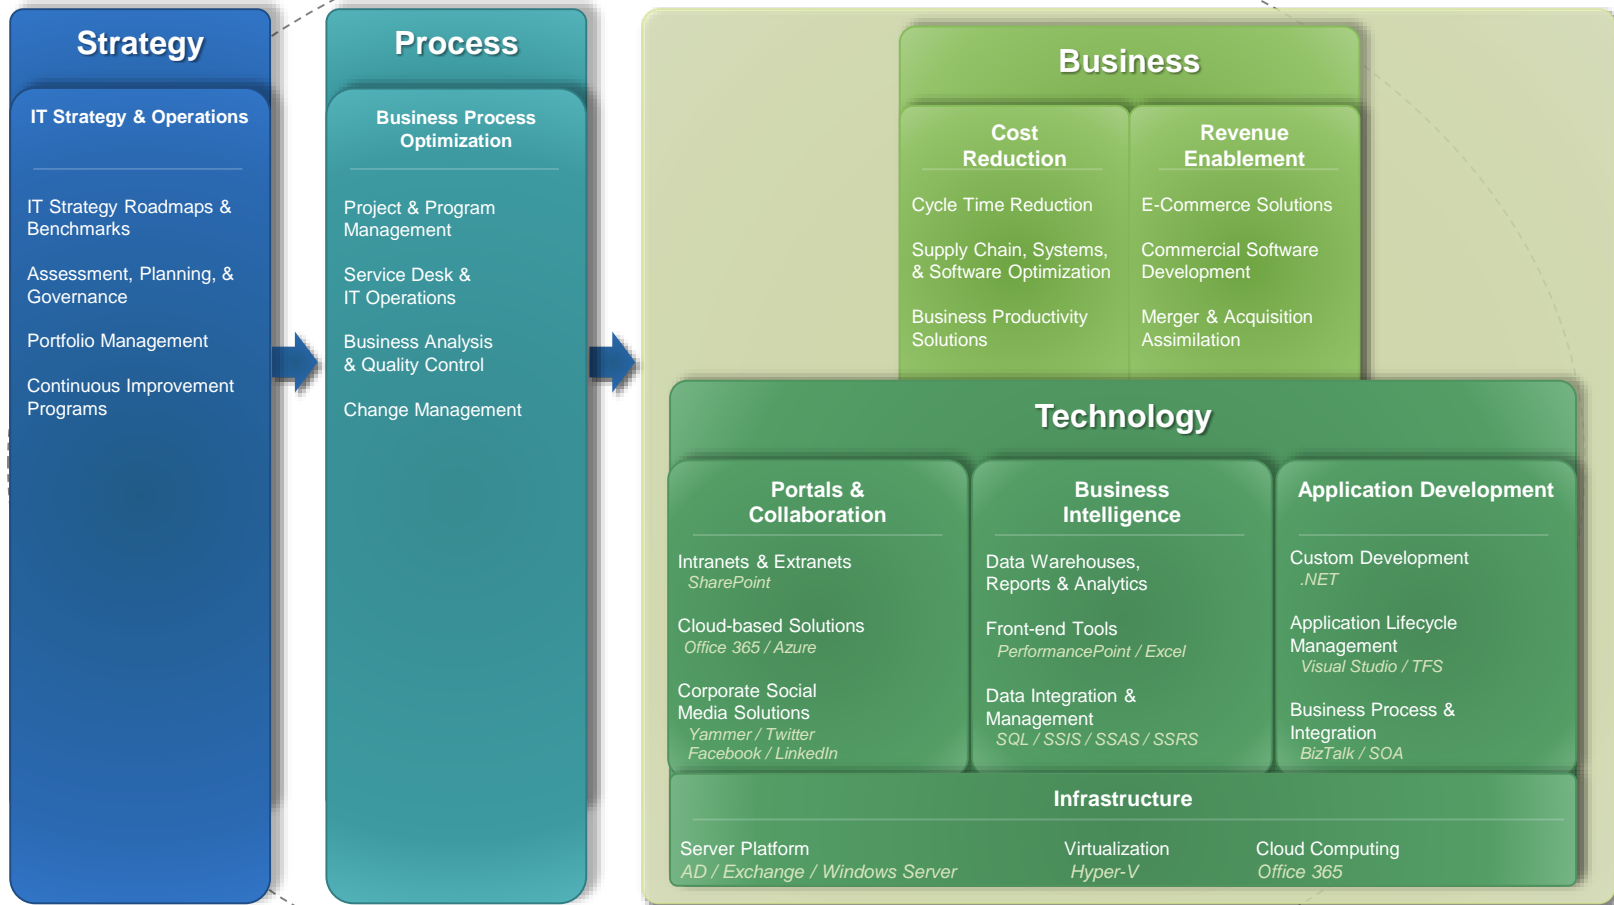 Strategy
IT Strategy & Operations
IT Strategy Roadmaps &
Benchmarks
Assessment, Planning, &
Governance
Portfolio Management
Continuous Improvement
Programs
Process
Business Process
Optimization
Project & Program
Management
Service Desk &
IT Operations
Business Analysis
& Quality Control
Change Management
Business
Cost
Reduction
Cycle Time Reduction
Supply Chain, Systems,
& Software Optimization
Business Productivity
Solutions
Revenue
Enablement
E-Commerce Solutions
Commercial Software
Development
Merger & Acquisition
Assimilation
Technology
Portals &
Collaboration
Intranets & Extranets
SharePoint
Cloud-based Solutions
Office 365 / Azure
Corporate Social
Media Solutions
Yammer / Twitter
Facebook / LinkedIn
Business
Intelligence
Data Warehouses,
Reports & Analytics
Front-end Tools
PerformancePoint / Excel
Data Integration &
Management
SQL / SSIS / SSAS / SSRS
Application Development
Custom Development
.NET
Application Lifecycle
Management
Visual Studio / TFS
Business Process &
Integration
BizTalk / SOA
Infrastructure
Server Platform
AD / Exchange / Windows Server
Virtualization
Hyper-V
Cloud Computing
Office 365